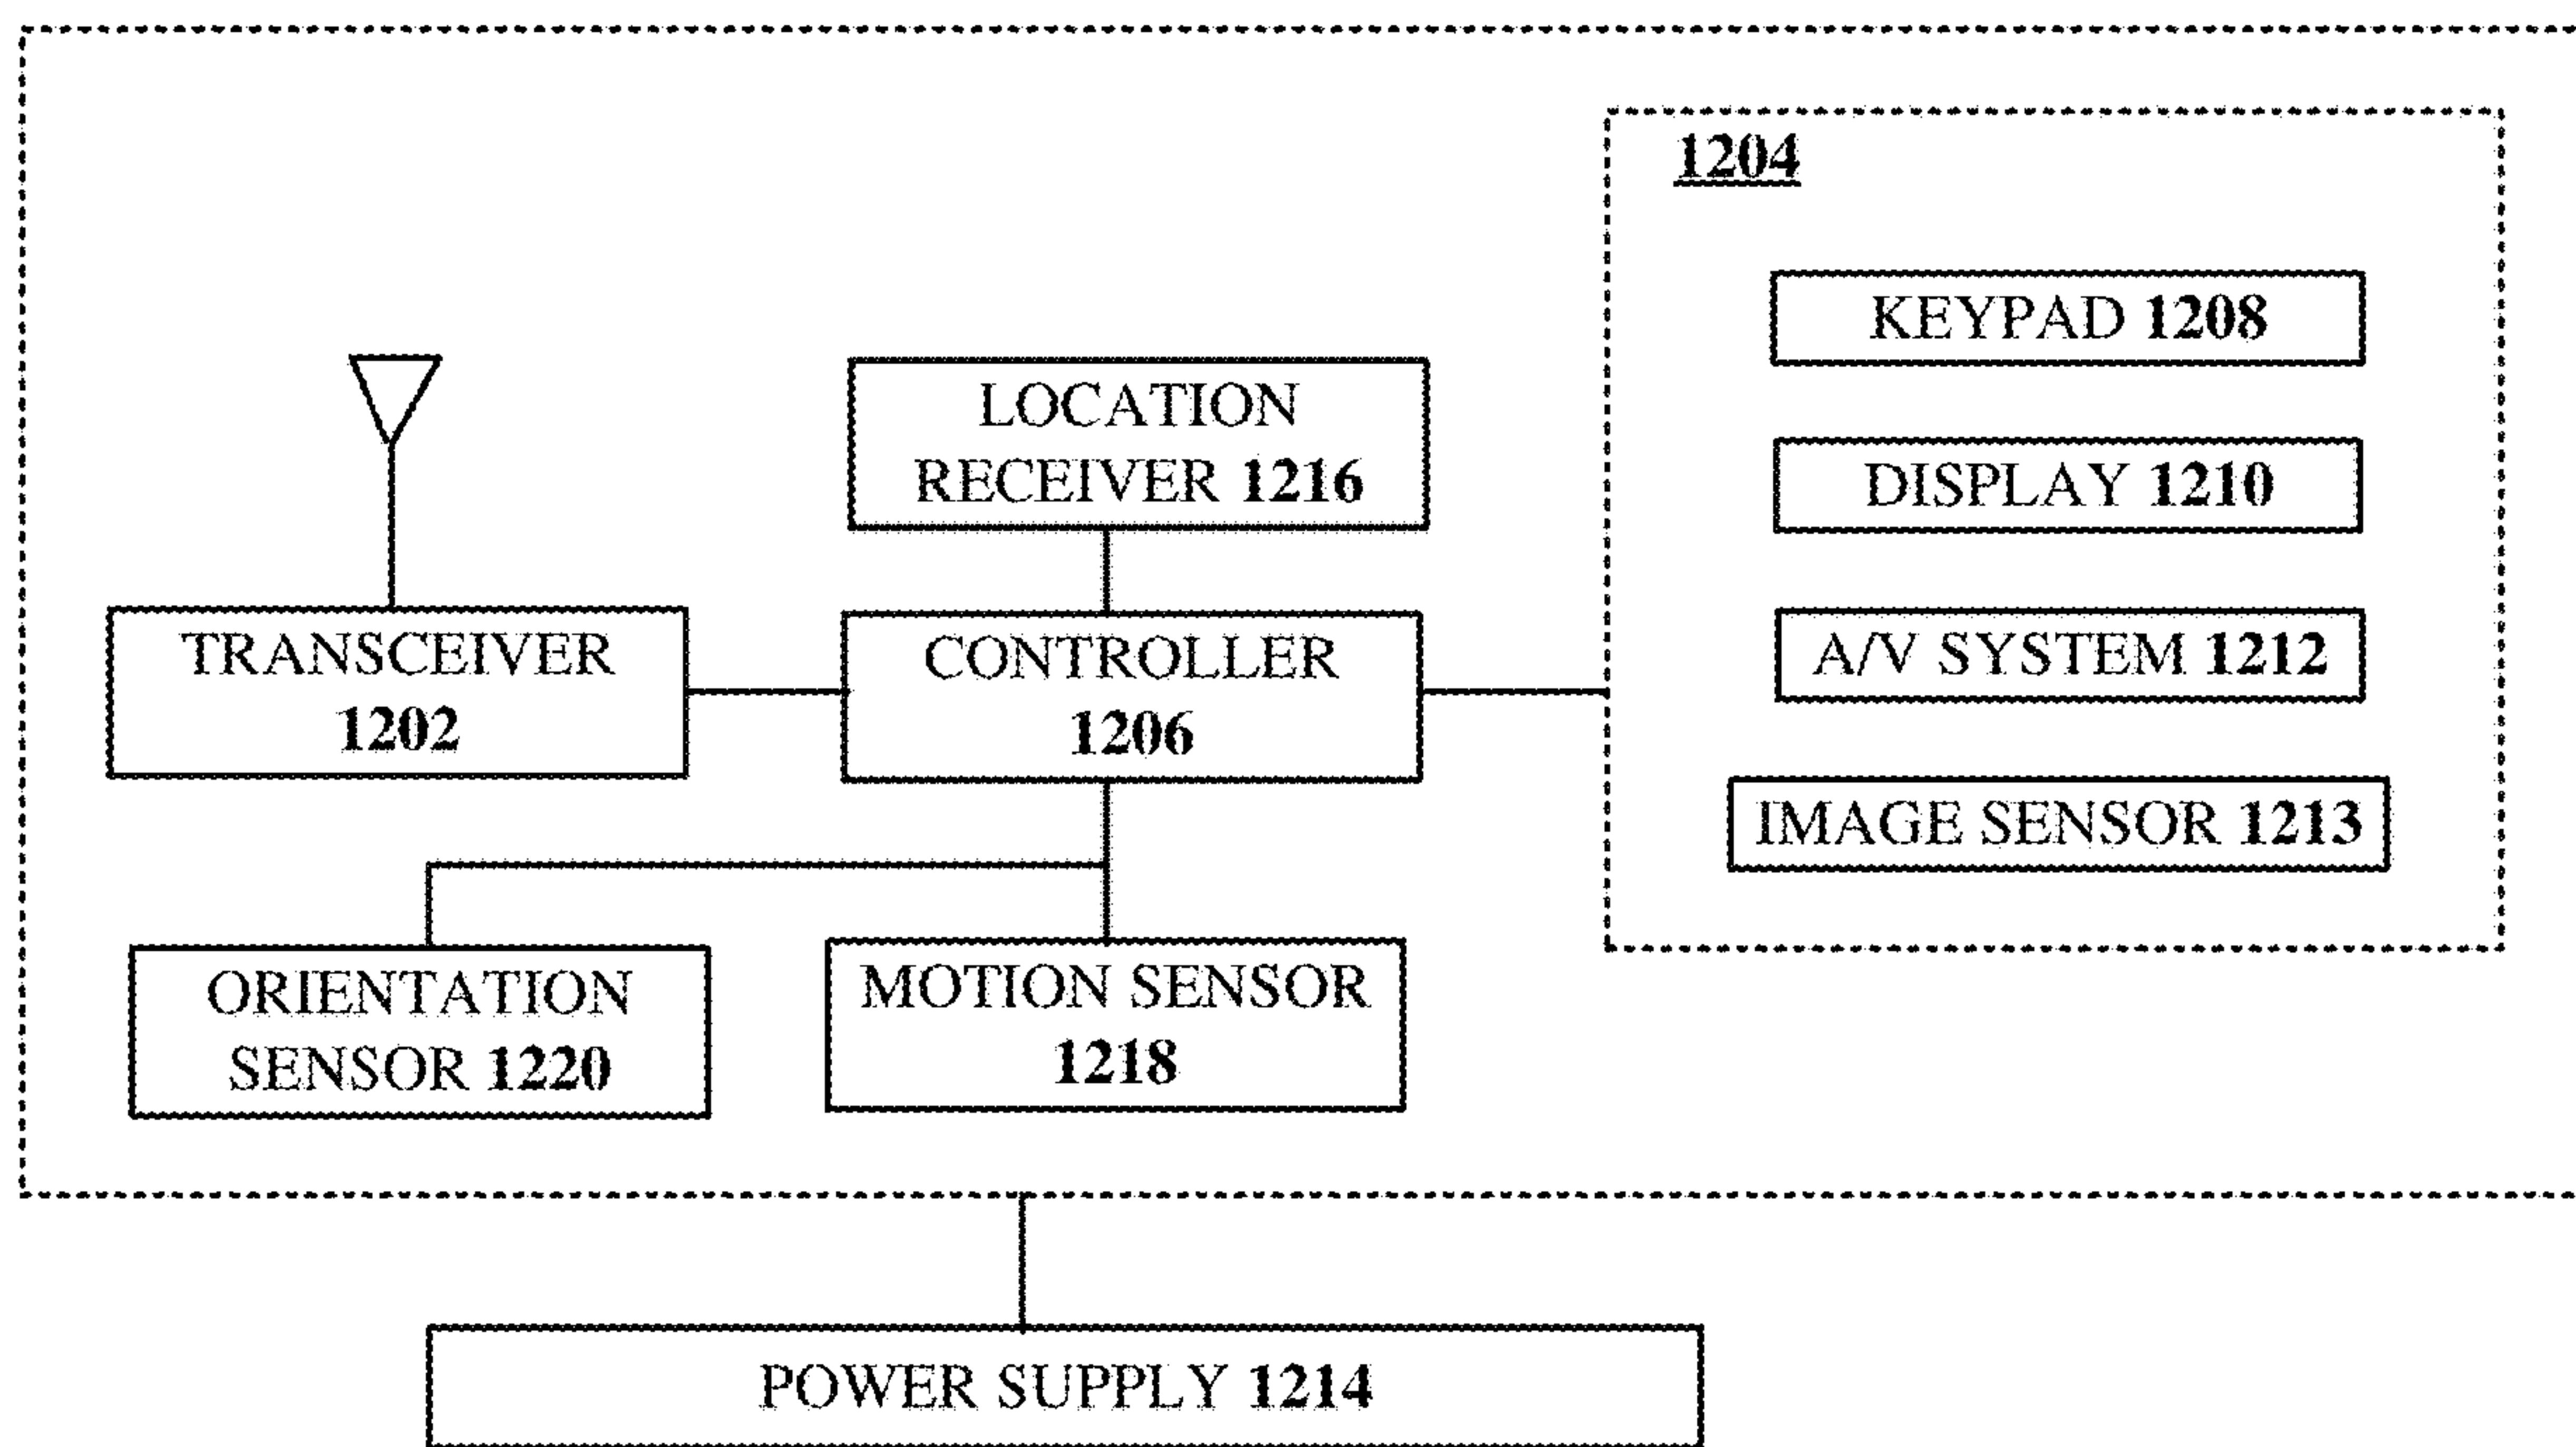 1204
KEYPAD 1208
DISPLAY 1210
A/V SYSTEM 1212
IMAGE SENSOR 1213
LOCATION
RECEIVER 1216
TRANSCEIVER
1202
CONTROLLER
1206
ORIENTATION
SENSOR 1220
MOTION SENSOR
1218
POWER SUPPLY 1214